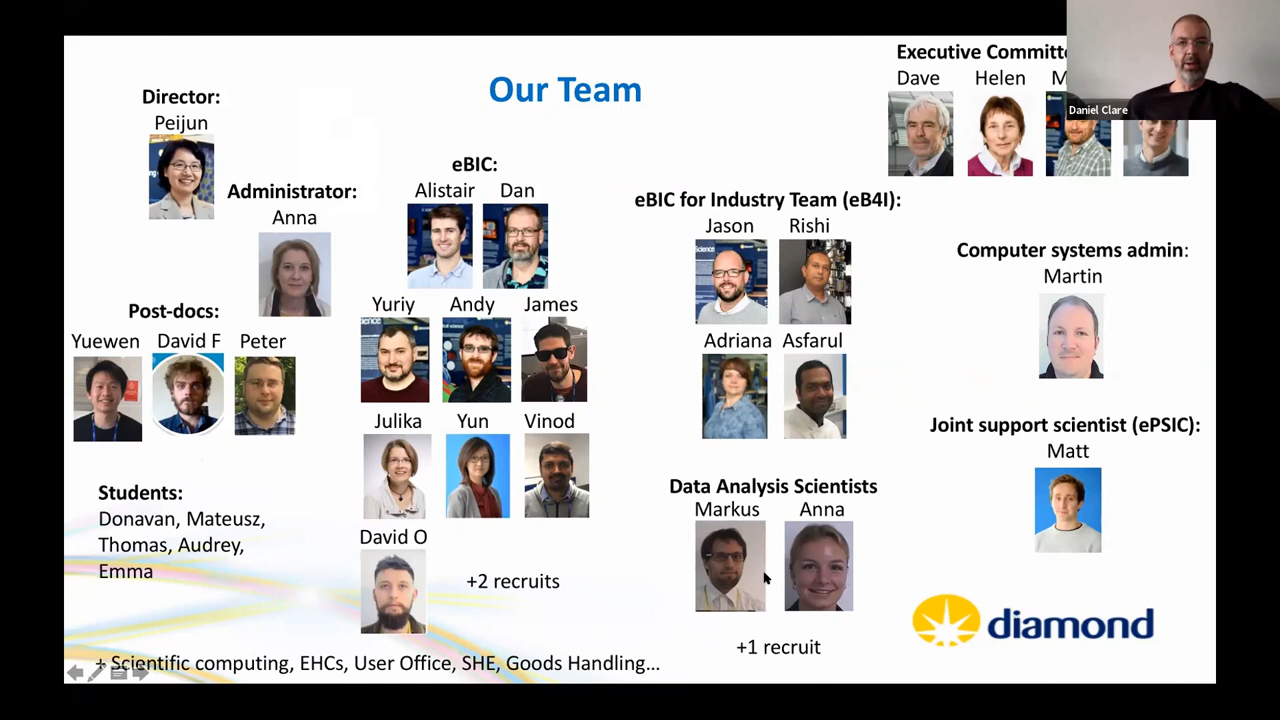 Our Team
Director:
Peijun
Administrator:
Anna
Post-docs:
Yuewen David F Peter
Students:
Donavan, Mateusz,
Thomas, Audrey,
Emma
eBIC:
Alistair Dan
Yuriy Andy James
Julika Yun Vinod
David O
+2 recruits
+ Scientific computing, EHCs, User Office, SHE, Goods Handling...
Executive Committe
Dave Helen M
Daniel Clare
eBIC for Industry Team (eB4I):
Jason Rishi
Adriana Asfarul
Data Analysis Scientists
Markus Anna
+1 recruit
Computer systems admin:
Martin
Joint support scientist (ePSIC):
Matt
diamond